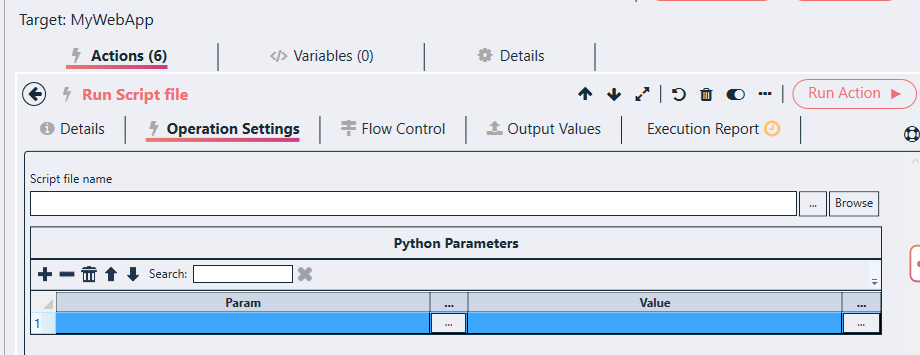 Target: MyWebApp
Actions (6) Variables (0) Details
Run Script file Run Action
Details Operation Settings Flow Control Output Values Execution Report
Script file name
... Browse
Python Parameters
Search:
Param ... Value ...
1 ... ...